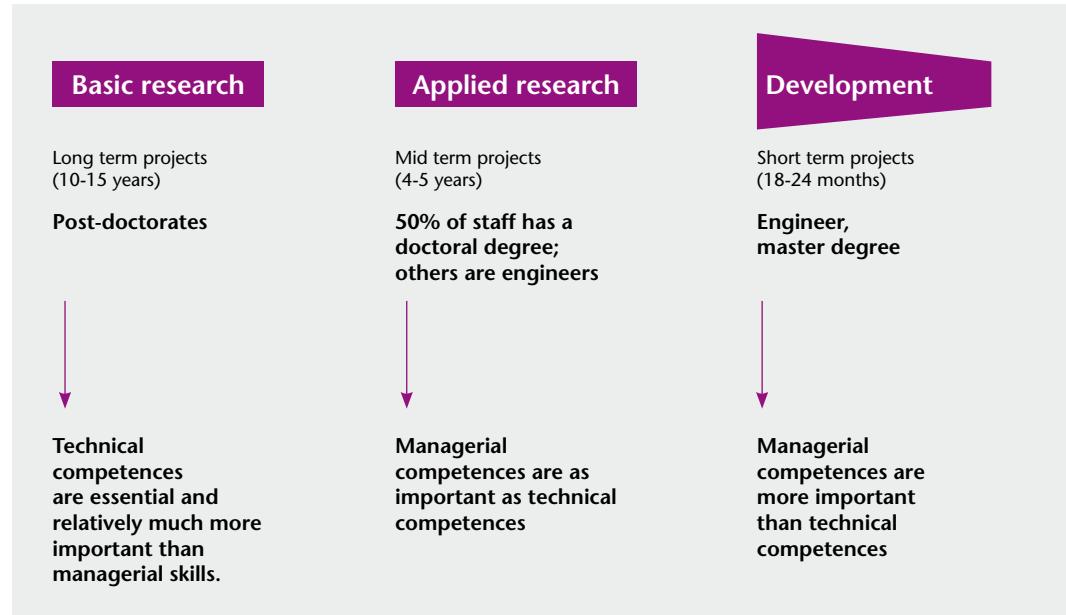 Basic research
Long term projects
(10-15 years)
Post-doctorates
Technical
competences
are essential and
relatively much more
important than
managerial skills.
Applied research
Mid term projects
(4-5 years)
50% of staff has a
doctoral degree;
others are engineers
Managerial
competences are as
important as technical
competences
Development
Short term projects
(18-24 months)
Engineer,
master degree
Managerial
competences are
more important
than technical
competences